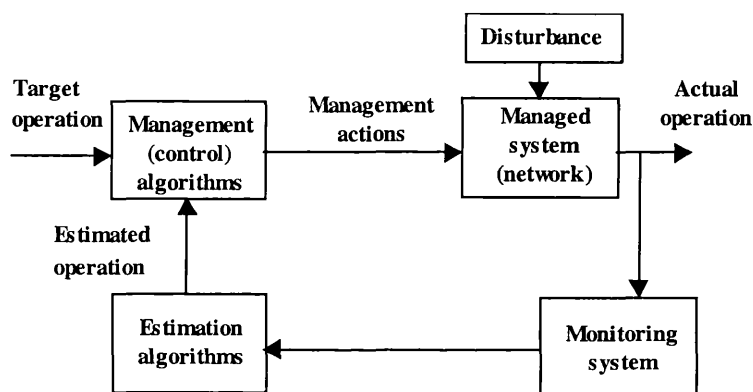 Disturbance
Target
operation
Management
(control)
algorithms
Management
actions
Managed
system
(network)
Actual
operation
Estimated
operation
Estimation
algorithms
Monitoring
system